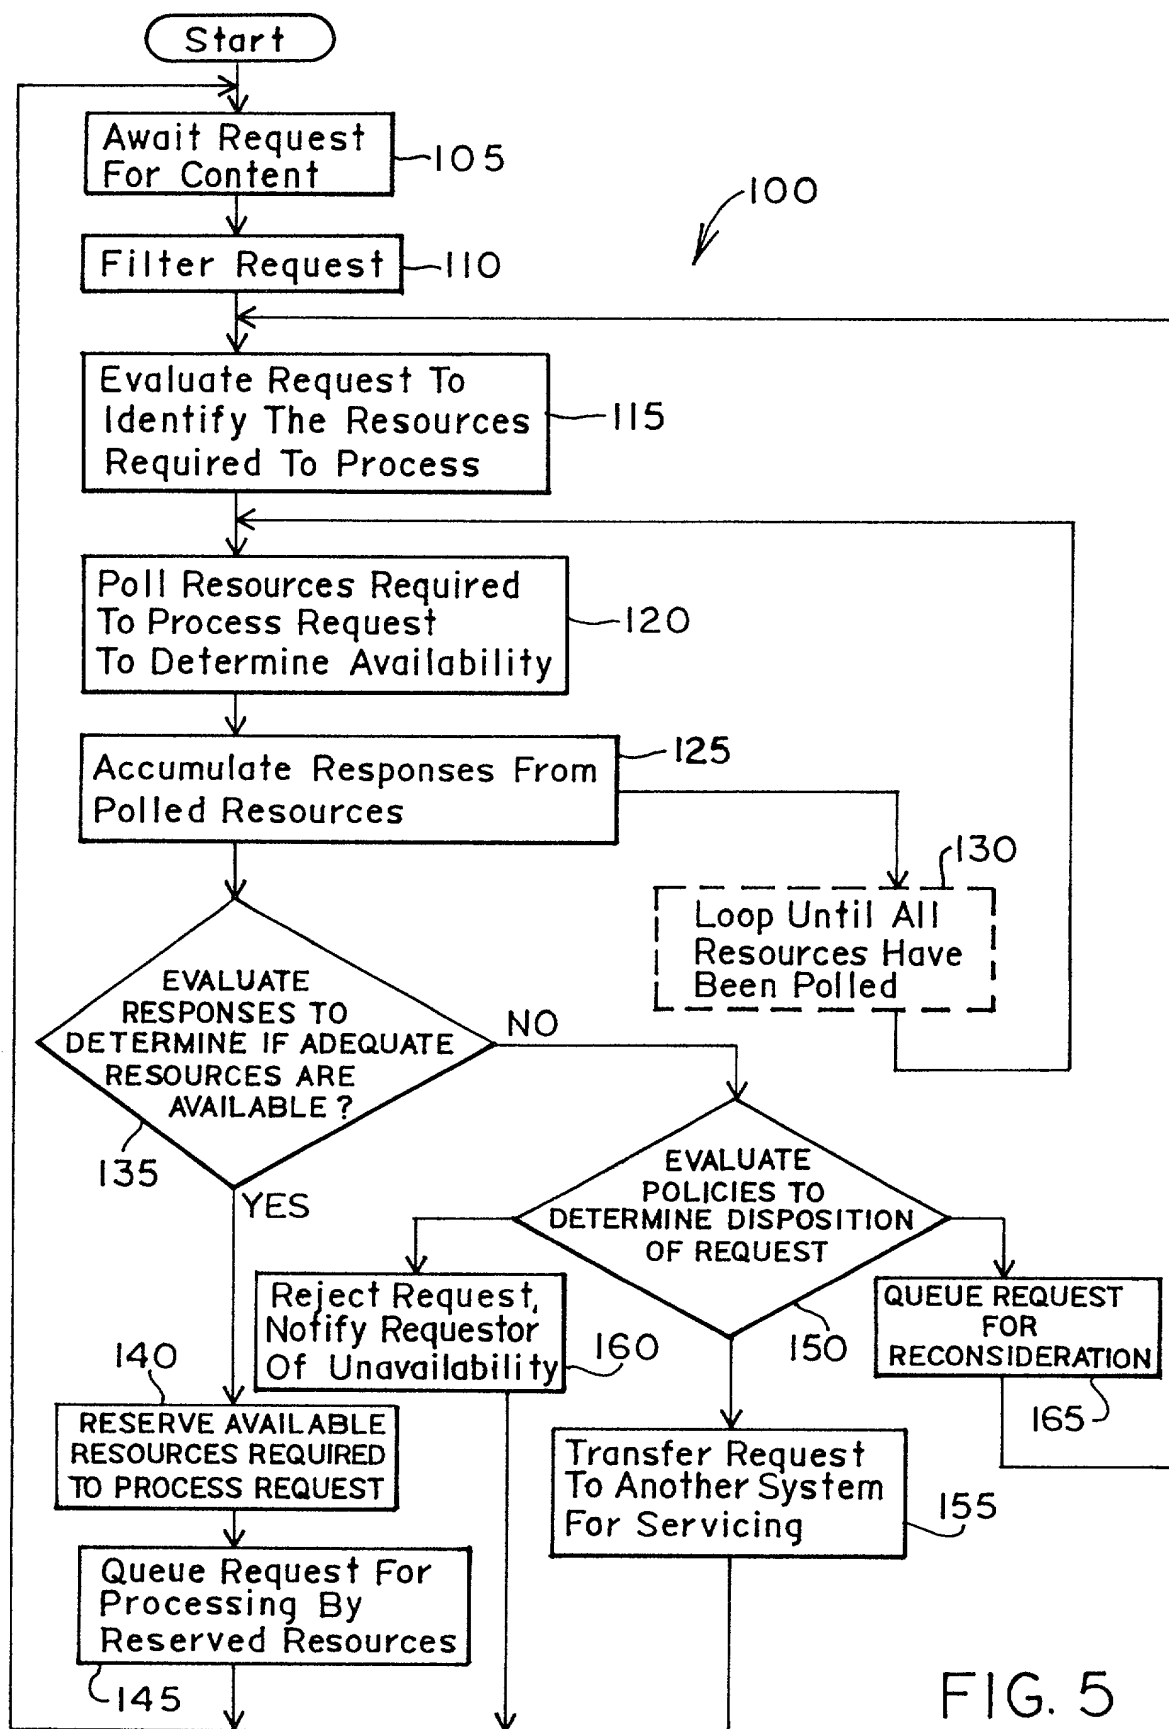 Start
Await Request
For Content
105
100
Filter Request
110
Evaluate Request To
Identify The Resources
Required To Process
115
Poll Resources Required
To Process Request
To Determine Availability
120
Accumulate Responses From
Polled Resources
125
130
Loop Until All
Resources Have
Been Polled
EVALUATE
RESPONSES TO
DETERMINE IF ADEQUATE
RESOURCES ARE
AVAILABLE?
135
NO
YES
EVALUATE
POLICIES TO
DETERMINE DISPOSITION
OF REQUEST
150
Reject Request,
Notify Requestor
Of Unavailability
160
QUEUE REQUEST
FOR
RECONSIDERATION
165
140
RESERVE AVAILABLE
RESOURCES REQUIRED
TO PROCESS REQUEST
Transfer Request
To Another System
For Servicing
155
Queue Request For
Processing By
Reserved Resources
145
FIG. 5